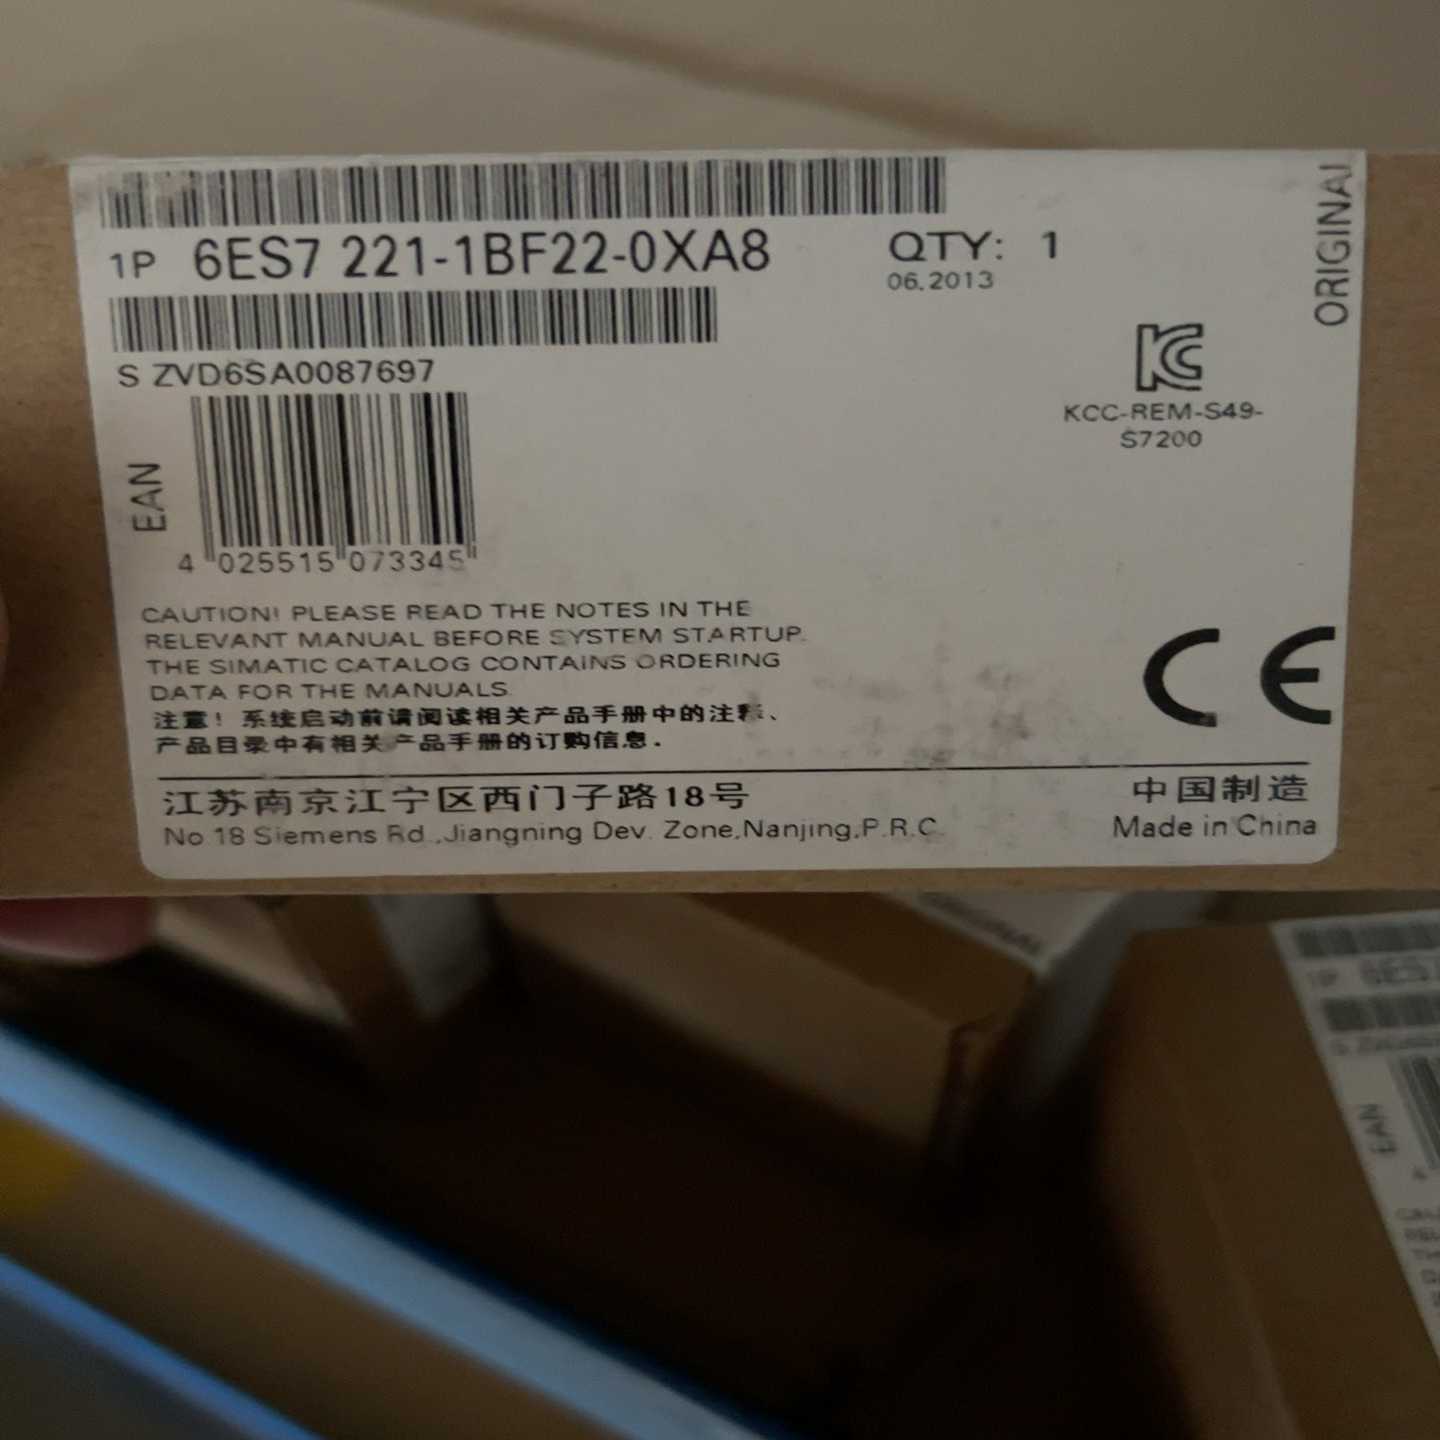 1P 6ES7 221-1BF22-0XA8
QTY: 1
06.2013
ORIGINAL
S ZVD6SA0087697
KC
KCC-REM-S49-
S7200
EAN
4 025515 073345
CAUTION! PLEASE READ THE NOTES IN THE
RELEVANT MANUAL BEFORE SYSTEM STARTUP.
THE SIMATIC CATALOG CONTAINS ORDERING
DATA FOR THE MANUALS.
注意！系统启动前请阅读相关产品手册中的注释、
产品目录中有相关产品手册的订购信息.
CE
江苏南京江宁区西门子路18号
No.18 Siemens Rd.,Jiangning Dev. Zone,Nanjing,P.R.C.
中国制造
Made in China
ORIGINAL
1P 6ES7
EAN
4